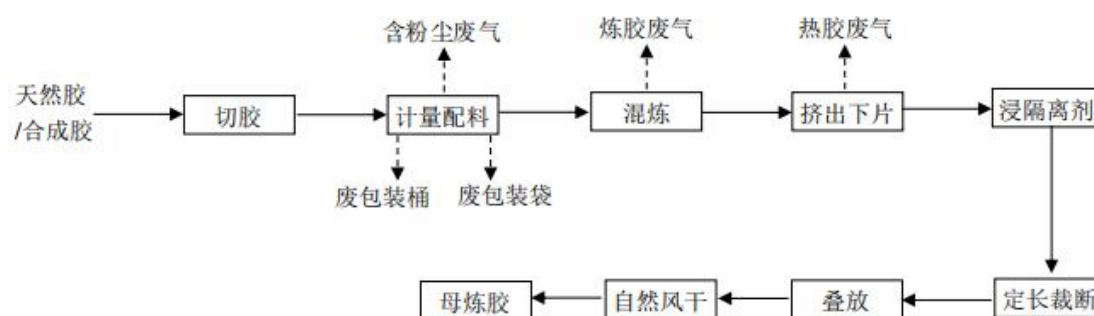 含粉尘废气
炼胶废气
热胶废气
天然胶
/合成胶
切胶
计量配料
混炼
挤出下片
浸隔离剂
废包装桶
废包装袋
母炼胶
自然风干
叠放
定长裁断